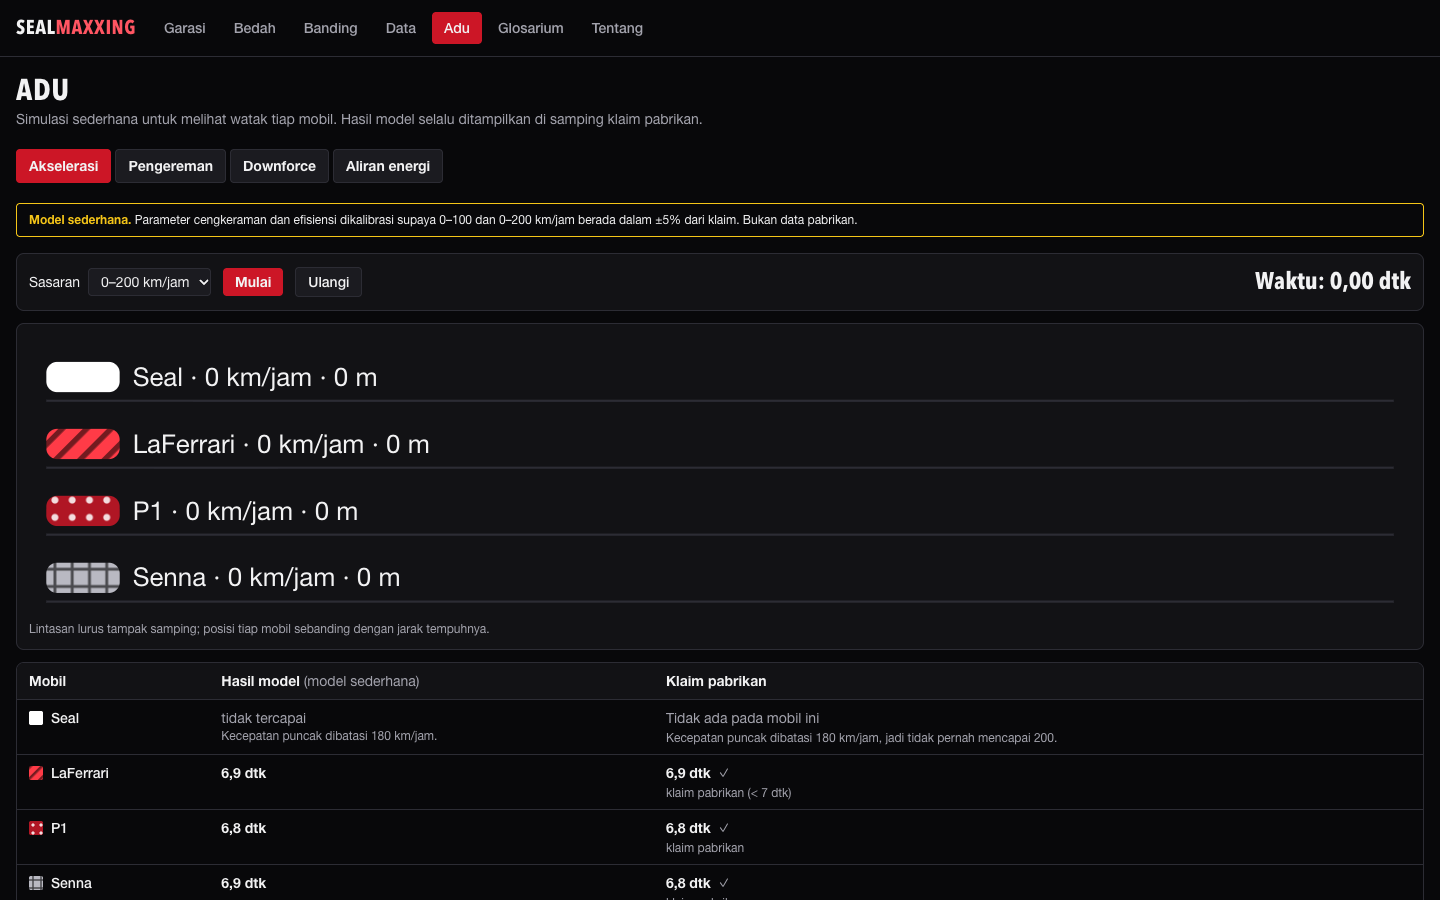 SEALMAXXING Garasi Bedah Banding Data Adu Glosarium Tentang
ADU
Simulasi sederhana untuk melihat watak tiap mobil. Hasil model selalu ditampilkan di samping klaim pabrikan.
Akselerasi Pengereman Downforce Aliran energi
Model sederhana. Parameter cengkeraman dan efisiensi dikalibrasi supaya 0–100 dan 0–200 km/jam berada dalam ±5% dari klaim. Bukan data pabrikan.
Sasaran 0–200 km/jam Mulai Ulangi Waktu: 0,00 dtk
Seal · 0 km/jam · 0 m
LaFerrari · 0 km/jam · 0 m
P1 · 0 km/jam · 0 m
Senna · 0 km/jam · 0 m
Lintasan lurus tampak samping; posisi tiap mobil sebanding dengan jarak tempuhnya.
Mobil Hasil model (model sederhana) Klaim pabrikan
Seal tidak tercapai Tidak ada pada mobil ini
Kecepatan puncak dibatasi 180 km/jam. Kecepatan puncak dibatasi 180 km/jam, jadi tidak pernah mencapai 200.
LaFerrari 6,9 dtk 6,9 dtk ✓
klaim pabrikan (< 7 dtk)
P1 6,8 dtk 6,8 dtk ✓
klaim pabrikan
Senna 6,9 dtk 6,8 dtk ✓